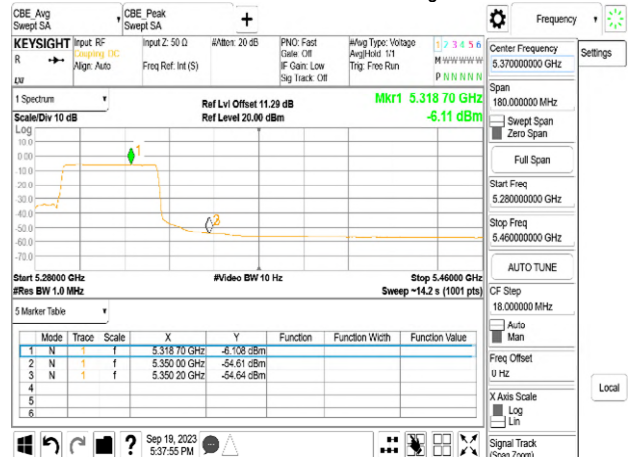 CBE_Avg
Swept SA
CBE_Peak
Swept SA
+
Frequency
KEYSIGHT
R
Input: RF
Coupling: DC
Align: Auto
Input Z: 50 Ω
Freq Ref: Int (S)
#Atten: 20 dB
PNO: Fast
Gate: Off
IF Gain: Low
Sig Track: Off
#Avg Type: Voltage
Avg|Hold: 1/1
Trig: Free Run
1 2 3 4 5 6
M W W W W W
P N N N N N
1 Spectrum
Scale/Div 10 dB
Log
Ref Lvl Offset 11.29 dB
Ref Level 20.00 dBm
Mkr1 5.318 70 GHz
-6.11 dBm
10.0
0.00
-10.0
-20.0
-30.0
-40.0
-50.0
-60.0
-70.0
1
3
Start 5.28000 GHz
#Video BW 10 Hz
Stop 5.46000 GHz
#Res BW 1.0 MHz
Sweep ~14.2 s (1001 pts)
5 Marker Table
Mode Trace Scale X Y Function Function Width Function Value
1 N 1 f 5.318 70 GHz -6.108 dBm
2 N 1 f 5.350 00 GHz -54.61 dBm
3 N 1 f 5.350 20 GHz -54.64 dBm
4
5
6
?
Sep 19, 2023
5:37:55 PM
Center Frequency
5.370000000 GHz
Span
180.000000 MHz
Swept Span
Zero Span
Full Span
Start Freq
5.280000000 GHz
Stop Freq
5.460000000 GHz
AUTO TUNE
CF Step
18.000000 MHz
Auto
Man
Freq Offset
0 Hz
X Axis Scale
Log
Lin
Signal Track
(Span Zoom)
Settings
Local